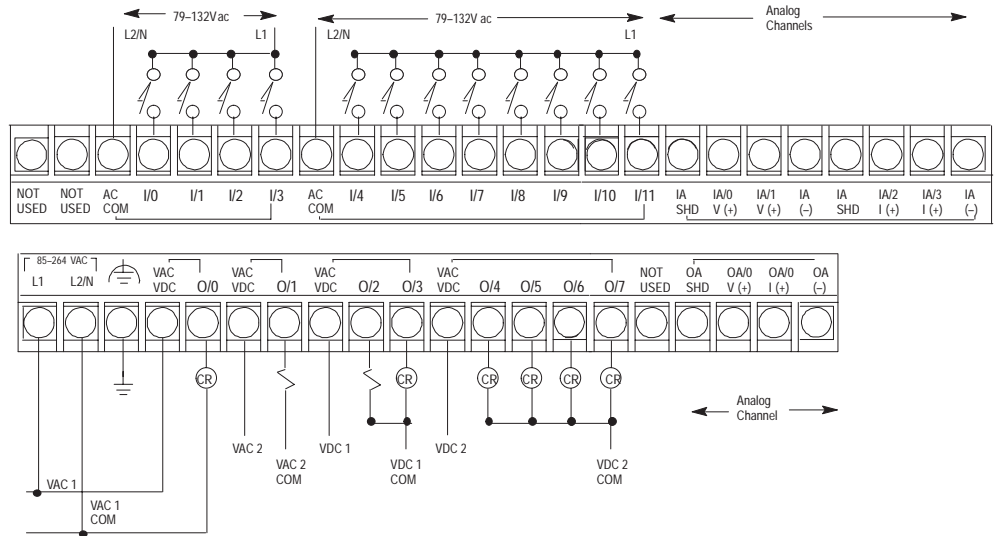 79–132V ac
79–132V ac
Analog
Channels
L2/N
L1
L2/N
L1
NOT
USED
NOT
USED
AC
COM
I/0
I/1
I/2
I/3
AC
COM
I/4
I/5
I/6
I/7
I/8
I/9
I/10
I/11
IA
SHD
IA/0
V (+)
IA/1
V (+)
IA
(–)
IA
SHD
IA/2
I (+)
IA/3
I (+)
IA
(–)
85–264 VAC
L1
L2/N
VAC
VDC
O/0
VAC
VDC
O/1
VAC
VDC
O/2
O/3
VAC
VDC
O/4
O/5
O/6
O/7
NOT
USED
OA
SHD
OA/0
V (+)
OA/0
I (+)
OA
(–)
CR
CR
CR
CR
CR
CR
Analog
Channel
VAC 2
VAC 2
COM
VDC 1
VDC 1
COM
VDC 2
VDC 2
COM
VAC 1
VAC 1
COM